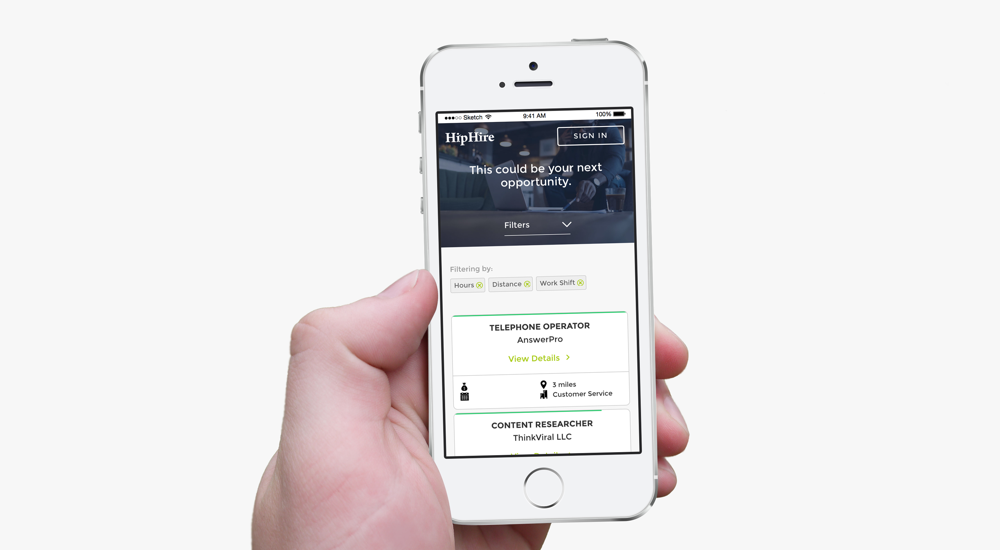 Sketch 9:41 AM 100%
HipHire SIGN IN
This could be your next
opportunity.
Filters
Filtering by:
Hours Distance Work Shift
TELEPHONE OPERATOR
AnswerPro
View Details
3 miles
Customer Service
CONTENT RESEARCHER
ThinkViral LLC